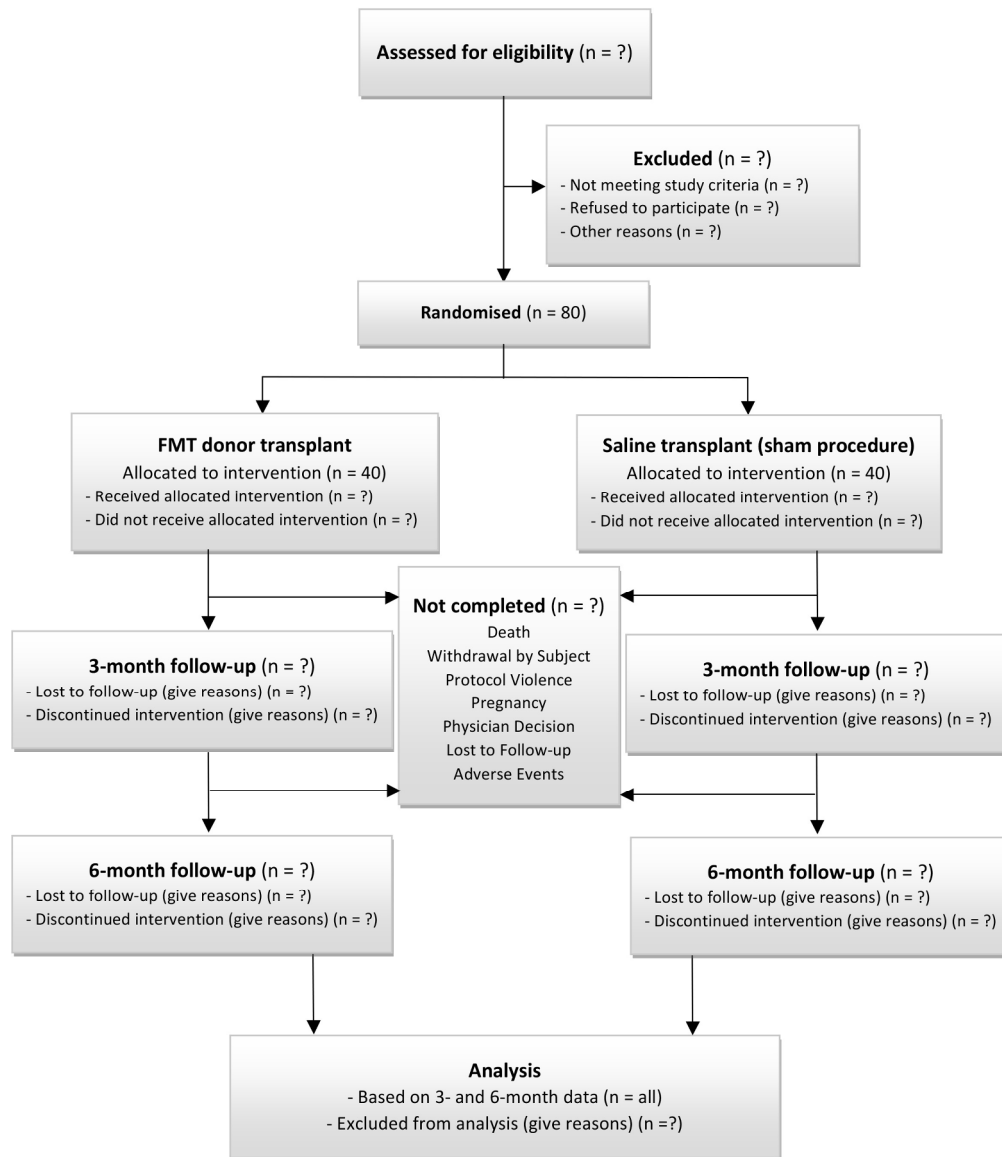 Assessed for eligibility (n = ?)
Excluded (n = ?)
- Not meeting study criteria (n = ?)
- Refused to participate (n = ?)
- Other reasons (n = ?)
Randomised (n = 80)
FMT donor transplant
Allocated to intervention (n = 40)
- Received allocated intervention (n = ?)
- Did not receive allocated intervention (n = ?)
Saline transplant (sham procedure)
Allocated to intervention (n = 40)
- Received allocated intervention (n = ?)
- Did not receive allocated intervention (n = ?)
Not completed (n = ?)
Death
Withdrawal by Subject
Protocol Violence
Pregnancy
Physician Decision
Lost to Follow-up
Adverse Events
3-month follow-up (n = ?)
- Lost to follow-up (give reasons) (n = ?)
- Discontinued intervention (give reasons) (n = ?)
3-month follow-up (n = ?)
- Lost to follow-up (give reasons) (n = ?)
- Discontinued intervention (give reasons) (n = ?)
6-month follow-up (n = ?)
- Lost to follow-up (give reasons) (n = ?)
- Discontinued intervention (give reasons) (n = ?)
6-month follow-up (n = ?)
- Lost to follow-up (give reasons) (n = ?)
- Discontinued intervention (give reasons) (n = ?)
Analysis
- Based on 3- and 6-month data (n = all)
- Excluded from analysis (give reasons) (n =?)